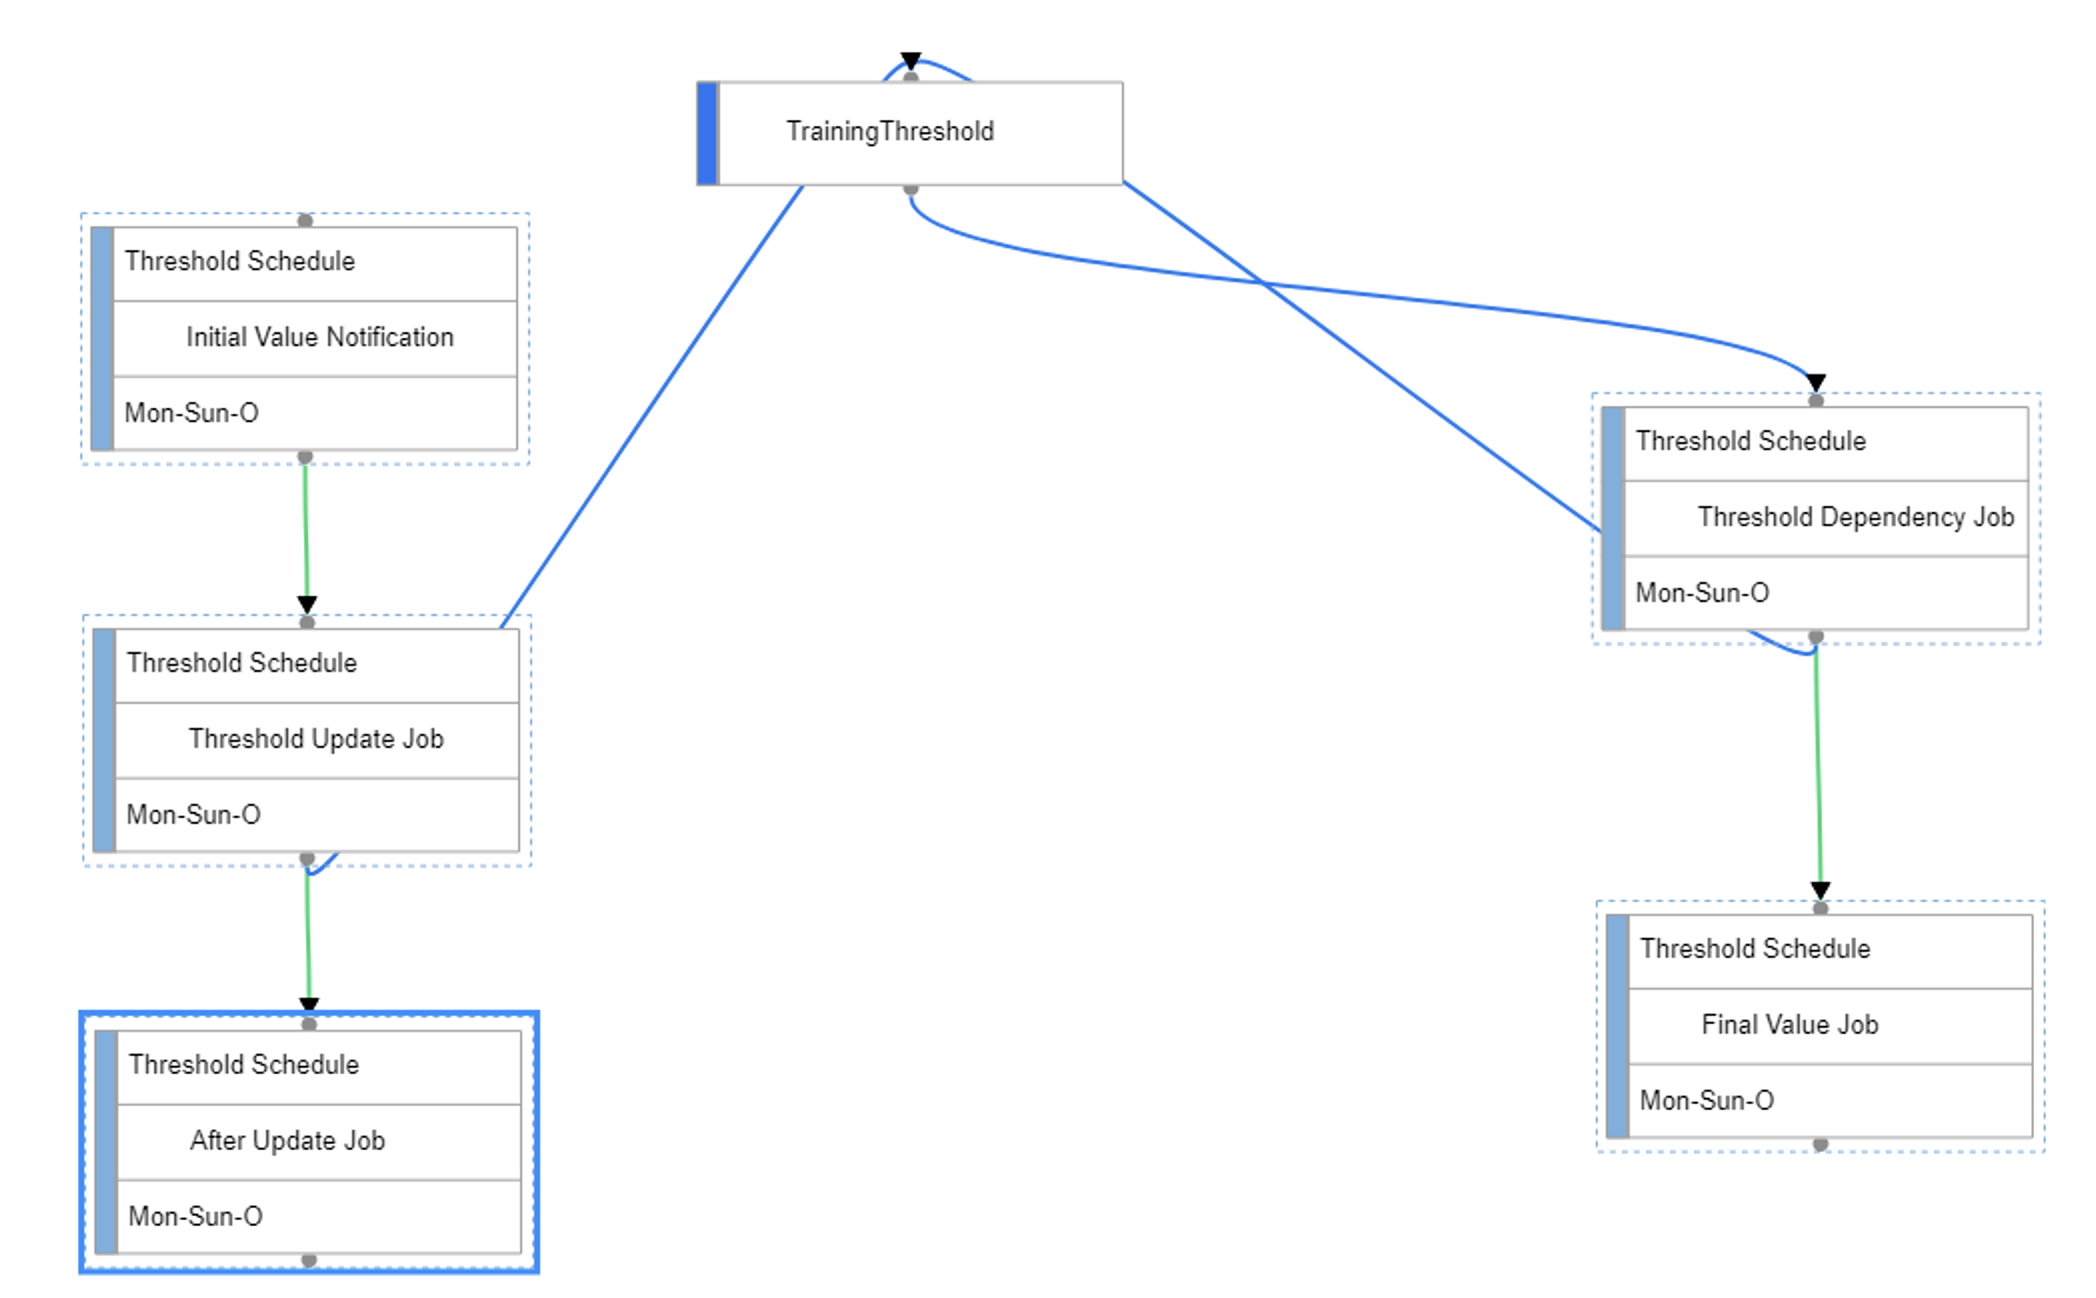 TrainingThreshold
Threshold Schedule
Initial Value Notification
Mon-Sun-O
Threshold Schedule
Threshold Update Job
Mon-Sun-O
Threshold Schedule
After Update Job
Mon-Sun-O
Threshold Schedule
Threshold Dependency Job
Mon-Sun-O
Threshold Schedule
Final Value Job
Mon-Sun-O